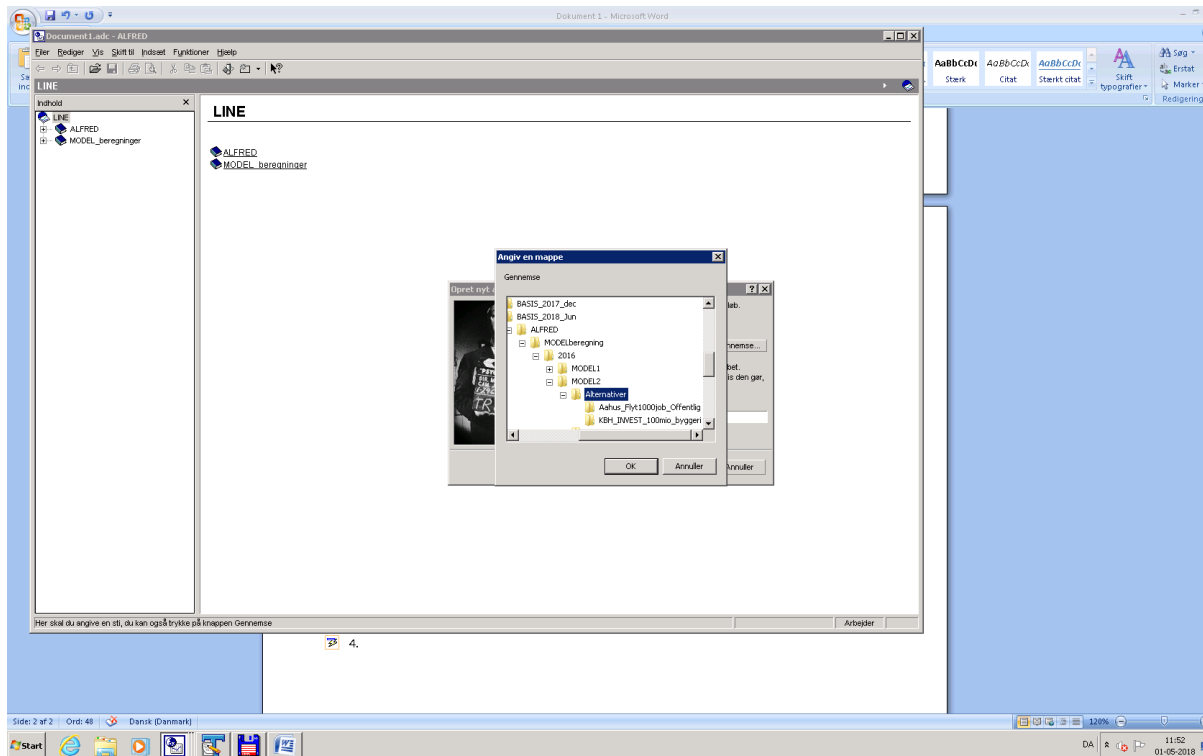 Dokument 1 - Microsoft Word
Document1.adc - ALFRED
Filer Rediger Vis Skift til Indsæt Funktioner Hjælp
LINE
Indhold
LINE
ALFRED
MODEL_beregninger
LINE
ALFRED
MODEL_beregninger
AaBbCcDc AaBbCcDc AaBbCcDc
Stærk Citat Stærkt citat
Skift
typografier
Søg
Erstat
Marker
Redigering
Opret nyt
Angiv en mappe
Gennemse
BASIS_2017_dec
BASIS_2018_Jun
ALFRED
MODELberegning
2016
MODEL1
MODEL2
Alternativer
Aahus_Flyt1000job_Offentlig
KBH_INVEST_100mio_byggeri
OK Annuller
løb.
nnemse...
bet.
is den gør,
Annuller
Her skal du angive en sti, du kan også trykke på knappen Gennemse
Arbejder
4.
Side: 2 af 2 Ord: 48 Dansk (Danmark)
120%
Start
DA
11:52
01-05-2018